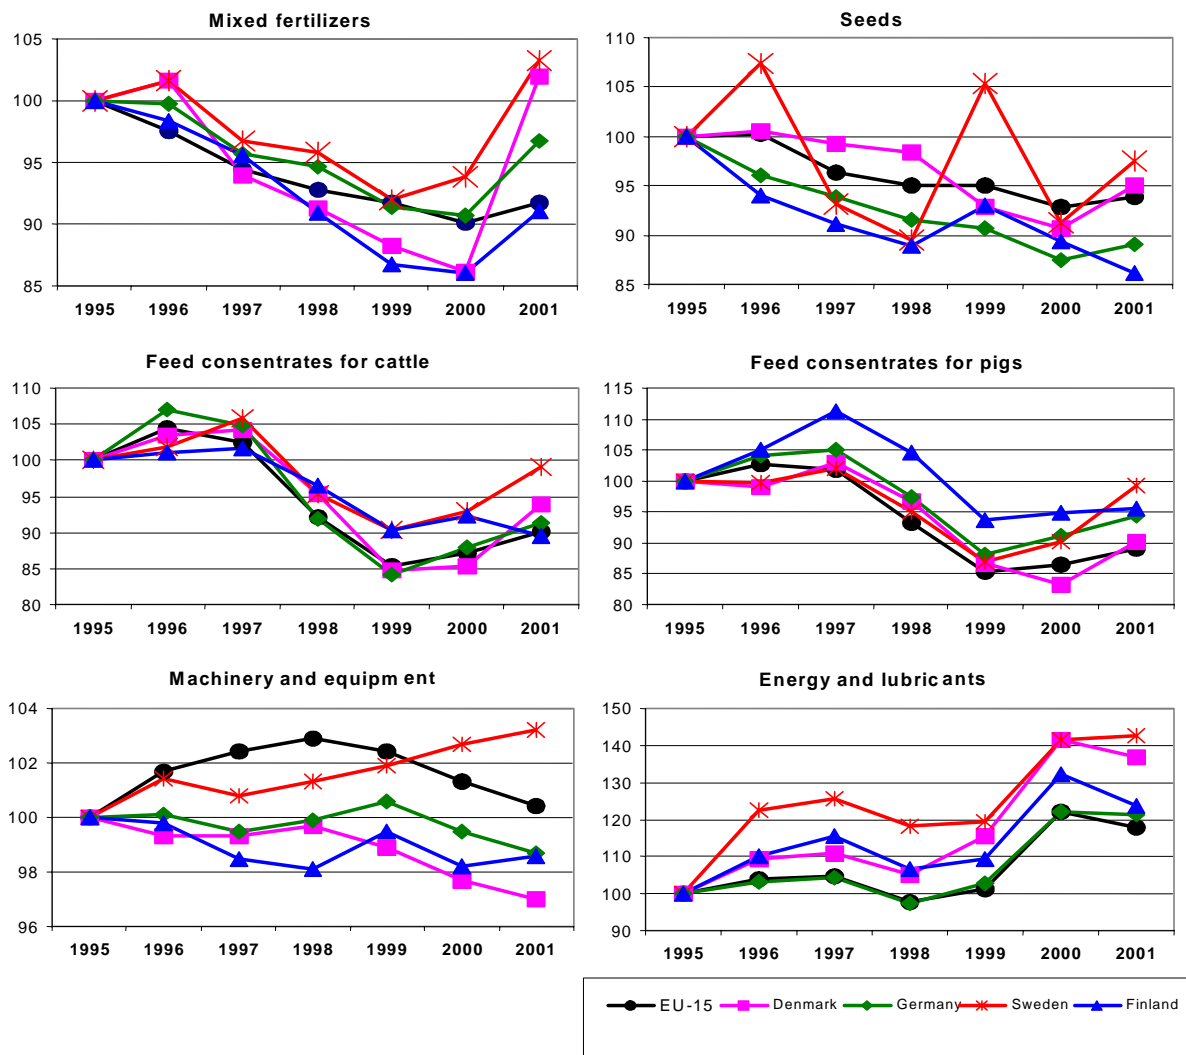 Mixed fertilizers
105
100
95
90
85
1995 1996 1997 1998 1999 2000 2001
Seeds
110
105
100
95
90
85
1995 1996 1997 1998 1999 2000 2001
Feed consentrates for cattle
110
105
100
95
90
85
80
1995 1996 1997 1998 1999 2000 2001
Feed consentrates for pigs
115
110
105
100
95
90
85
80
1995 1996 1997 1998 1999 2000 2001
Machinery and equipm ent
104
102
100
98
96
1995 1996 1997 1998 1999 2000 2001
Energy and lubric ants
150
140
130
120
110
100
90
1995 1996 1997 1998 1999 2000 2001
EU-15 Denmark Germany Sweden Finland